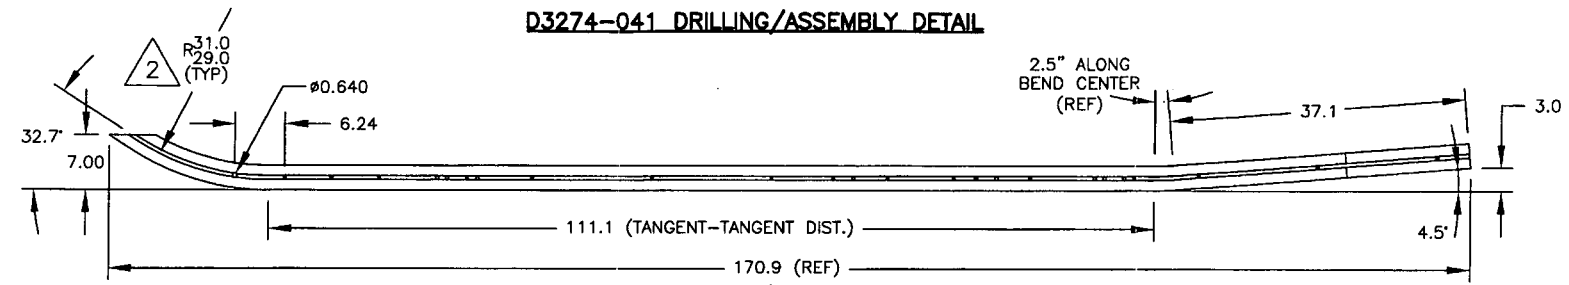 D3274-041 DRILLING/ASSEMBLY DETAIL
2
R31.0
29.0
(TYP)
ø0.640
6.24
2.5" ALONG
BEND CENTER
(REF)
37.1
3.0
32.7°
7.00
111.1 (TANGENT-TANGENT DIST.)
4.5°
170.9 (REF)